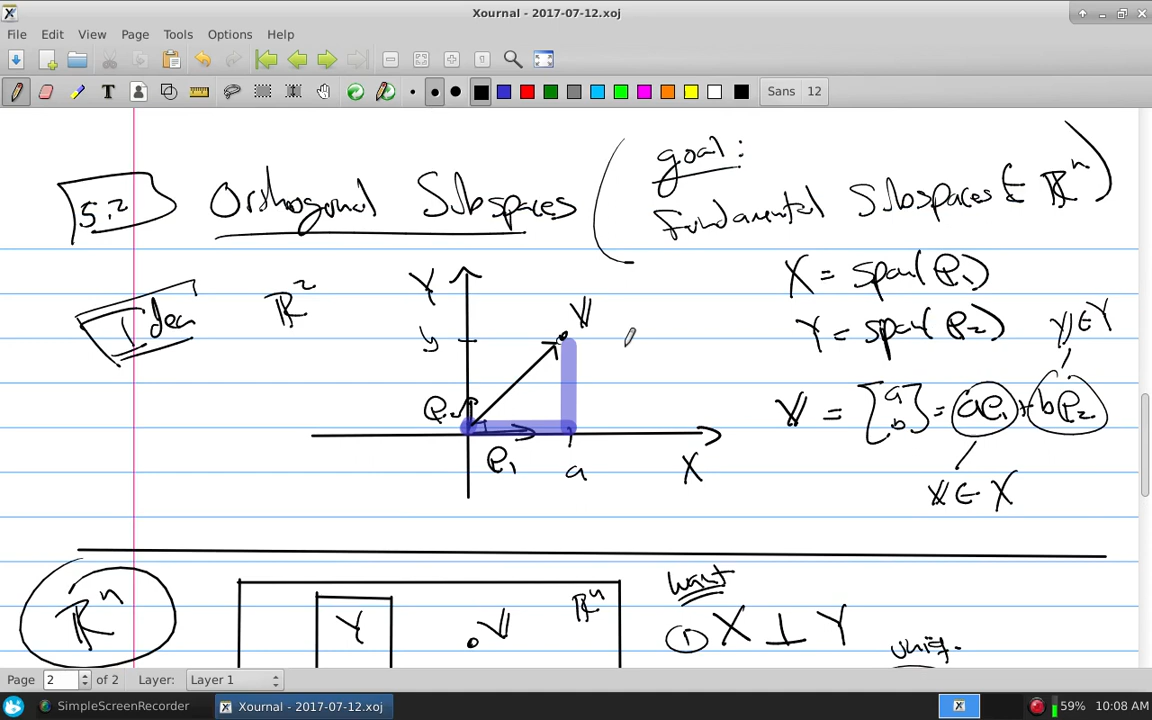 Xournal - 2017-07-12.xoj
File Edit View Page Tools Options Help
Sans 12
goal:
5.2 Orthogonal Subspaces
Fundamental Subspaces ∈ ℝⁿ
Idea ℝ²
Y
b
e₂
e₁
a
X
V
X = span(e₁)
Y = span(e₂)
y ∈ Y
V = [a b] = ae₁ + be₂
x ∈ X
ℝⁿ
Y
V
ℝⁿ
want
① X ⊥ Y
uniq.
Page 2 of 2 Layer: Layer 1
SimpleScreenRecorder Xournal - 2017-07-12.xoj 59% 10:08 AM